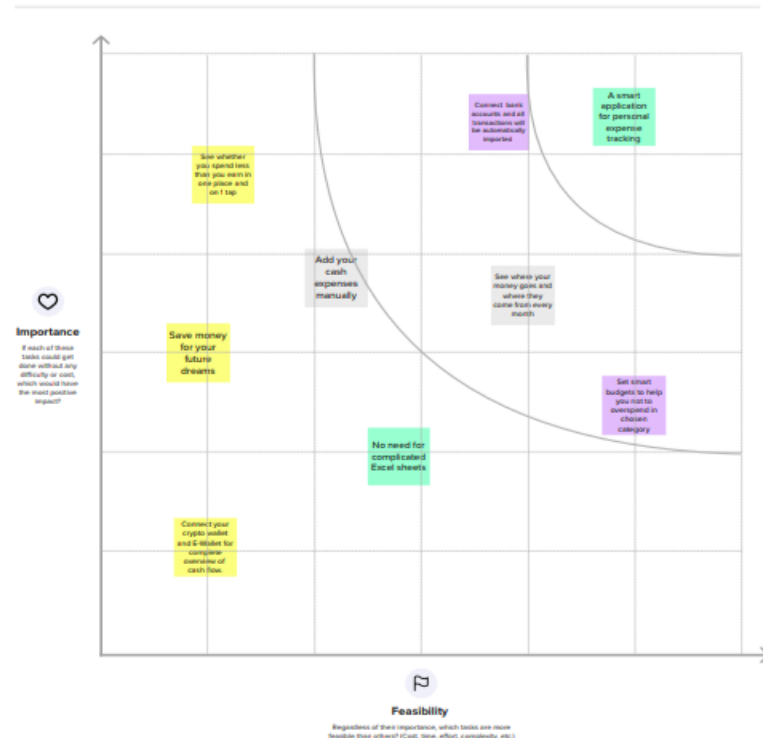 Connect bank
accounts and all
transactions will
be automatically
imported
A smart
application
for personal
expense
tracking
See whether
you spend less
than you earn in
one place and
on 1 tap
Add your
cash
expenses
manually
See where your
money goes and
where they
come from every
month
Importance
If each of these
tasks could get
done without any
difficulty or cost,
which would have
the most positive
impact?
Save money
for your
future
dreams
Set smart
budgets to help
you not to
overspend in
chosen
category
No need for
complicated
Excel sheets
Connect your
crypto wallet
and E-Wallet for
complete
overview of
cash flow.
Feasibility
Regardless of their importance, which tasks are more
feasible than others? (Cost, time, effort, complexity, etc.)